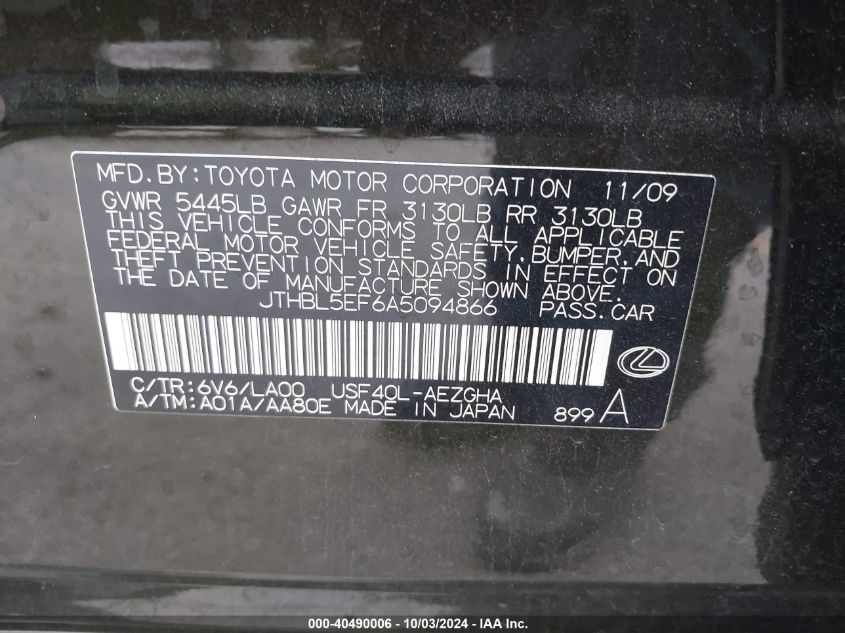 MFD.BY:TOYOTA MOTOR CORPORATION 11/09
GVWR 5445LB GAWR FR 3130LB RR 3130LB
THIS VEHICLE CONFORMS TO ALL APPLICABLE
FEDERAL MOTOR VEHICLE SAFETY,BUMPER,AND
THEFT PREVENTION STANDARDS IN EFFECT ON
THE DATE OF MANUFACTURE SHOWN ABOVE.
JTHBL5EF6A5094866 PASS.CAR
C/TR:6V6/LA00 USF40L-AEZGHA
A/TM:A01A/AA80E MADE IN JAPAN 899A
000-40490006 - 10/03/2024 - IAA Inc.